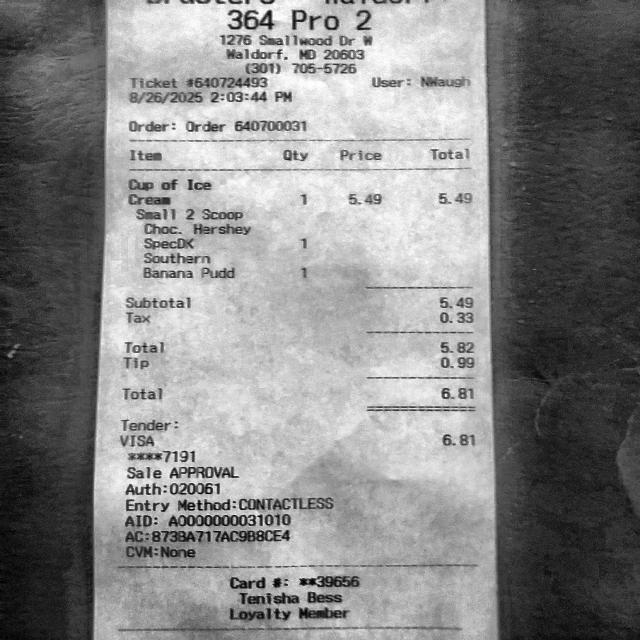 364 Pro 2
1276 Smallwood Dr W
Waldorf, MD 20603
(301) 705-5726
Ticket #640724493 User: NWaugh
8/26/2025 2:03:44 PM
Order: Order 640700031
Item Qty Price Total
Cup of Ice
Cream 1 5.49 5.49
Small 2 Scoop
Choc. Hershey
SpecDK 1
Southern
Banana Pudd 1
Subtotal 5.49
Tax 0.33
Total 5.82
Tip 0.99
Total 6.81
Tender:
VISA 6.81
****7191
Sale APPROVAL
Auth:020061
Entry Method:CONTACTLESS
AID: A0000000031010
AC:873BA717AC9B8CE4
CVM:None
Card #: **39656
Tenisha Bess
Loyalty Member